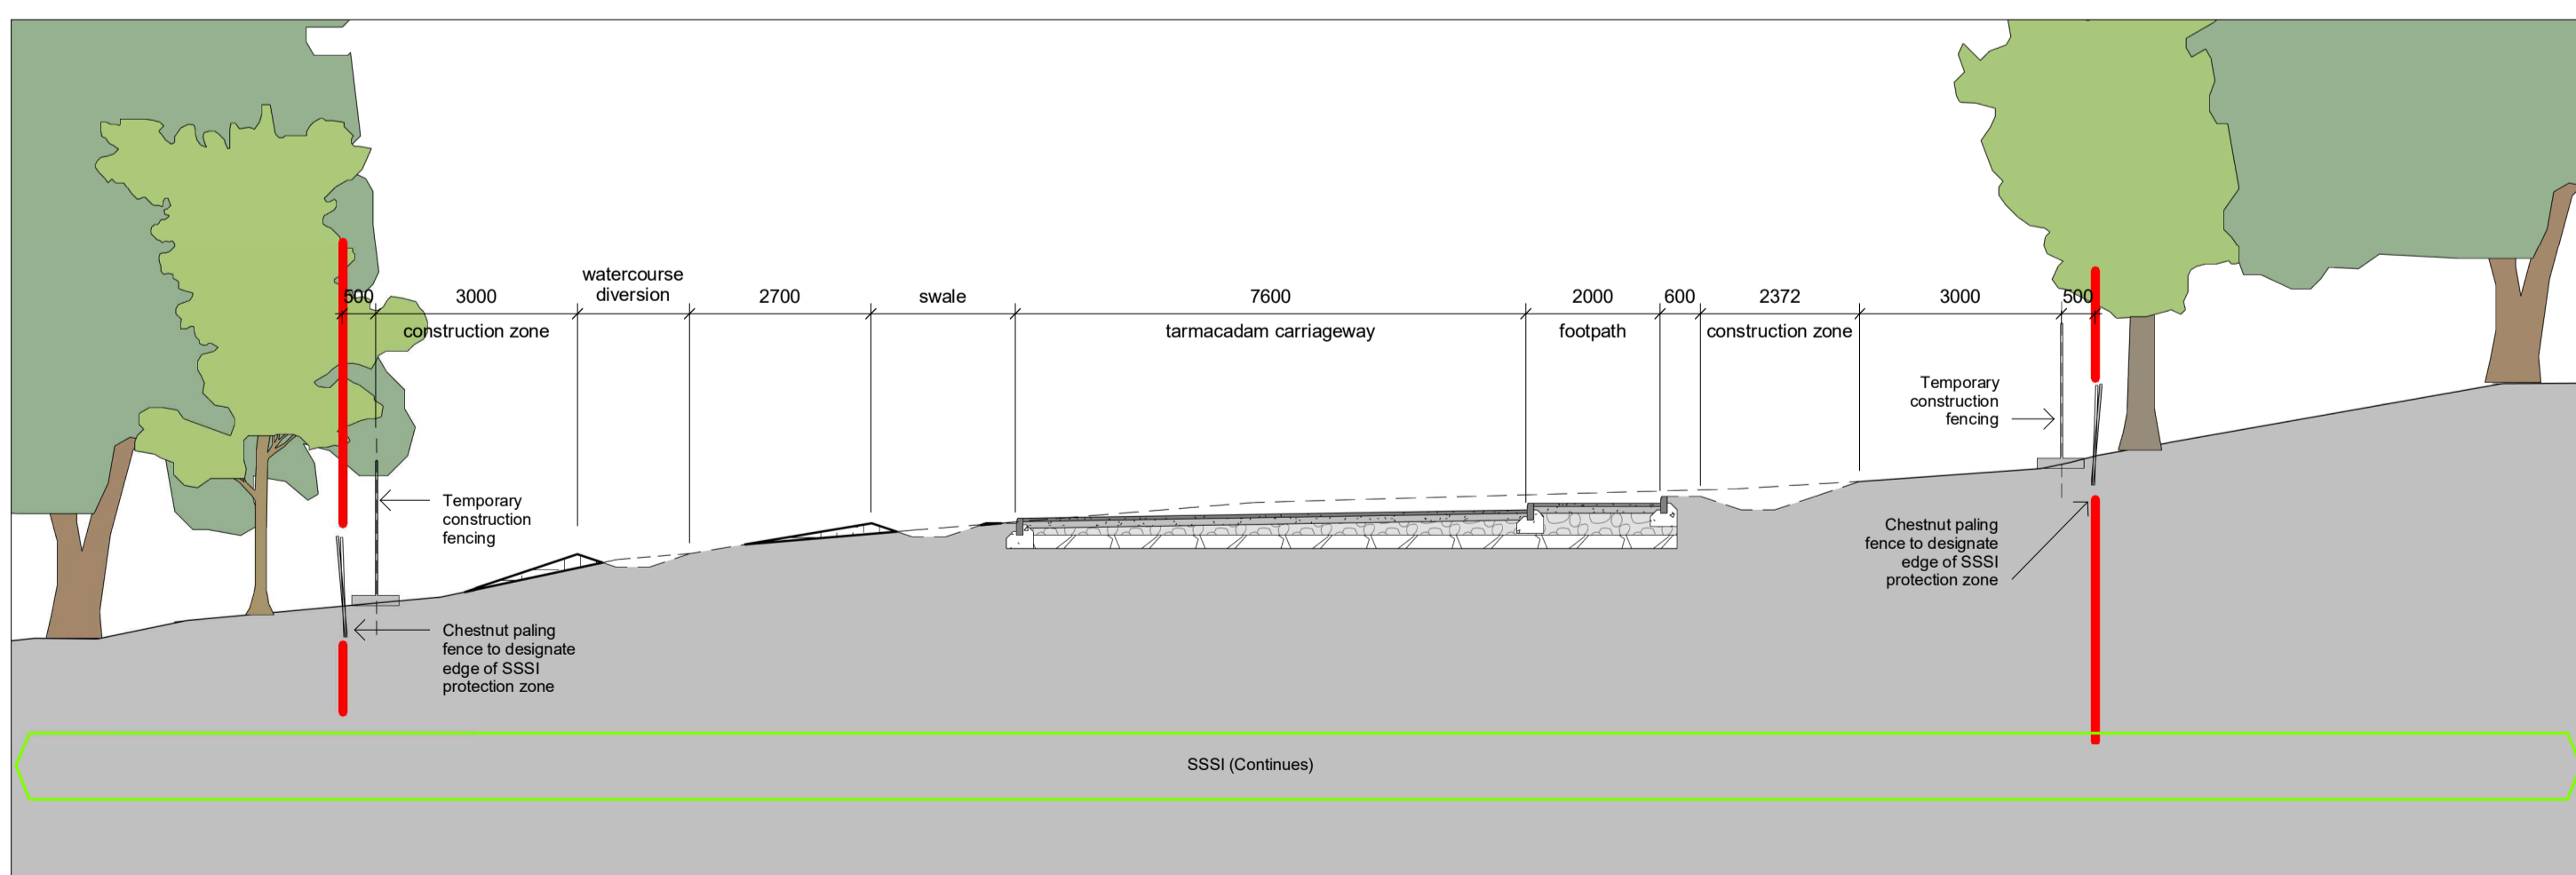 watercourse
diversion
500 3000 2700 swale 7600 2000 600 2372 3000 500
construction zone tarmacadam carriageway footpath construction zone
Temporary
construction
fencing
Temporary
construction
fencing
Chestnut paling
fence to designate
edge of SSSI
protection zone
Chestnut paling
fence to designate
edge of SSSI
protection zone
SSSI (Continues)